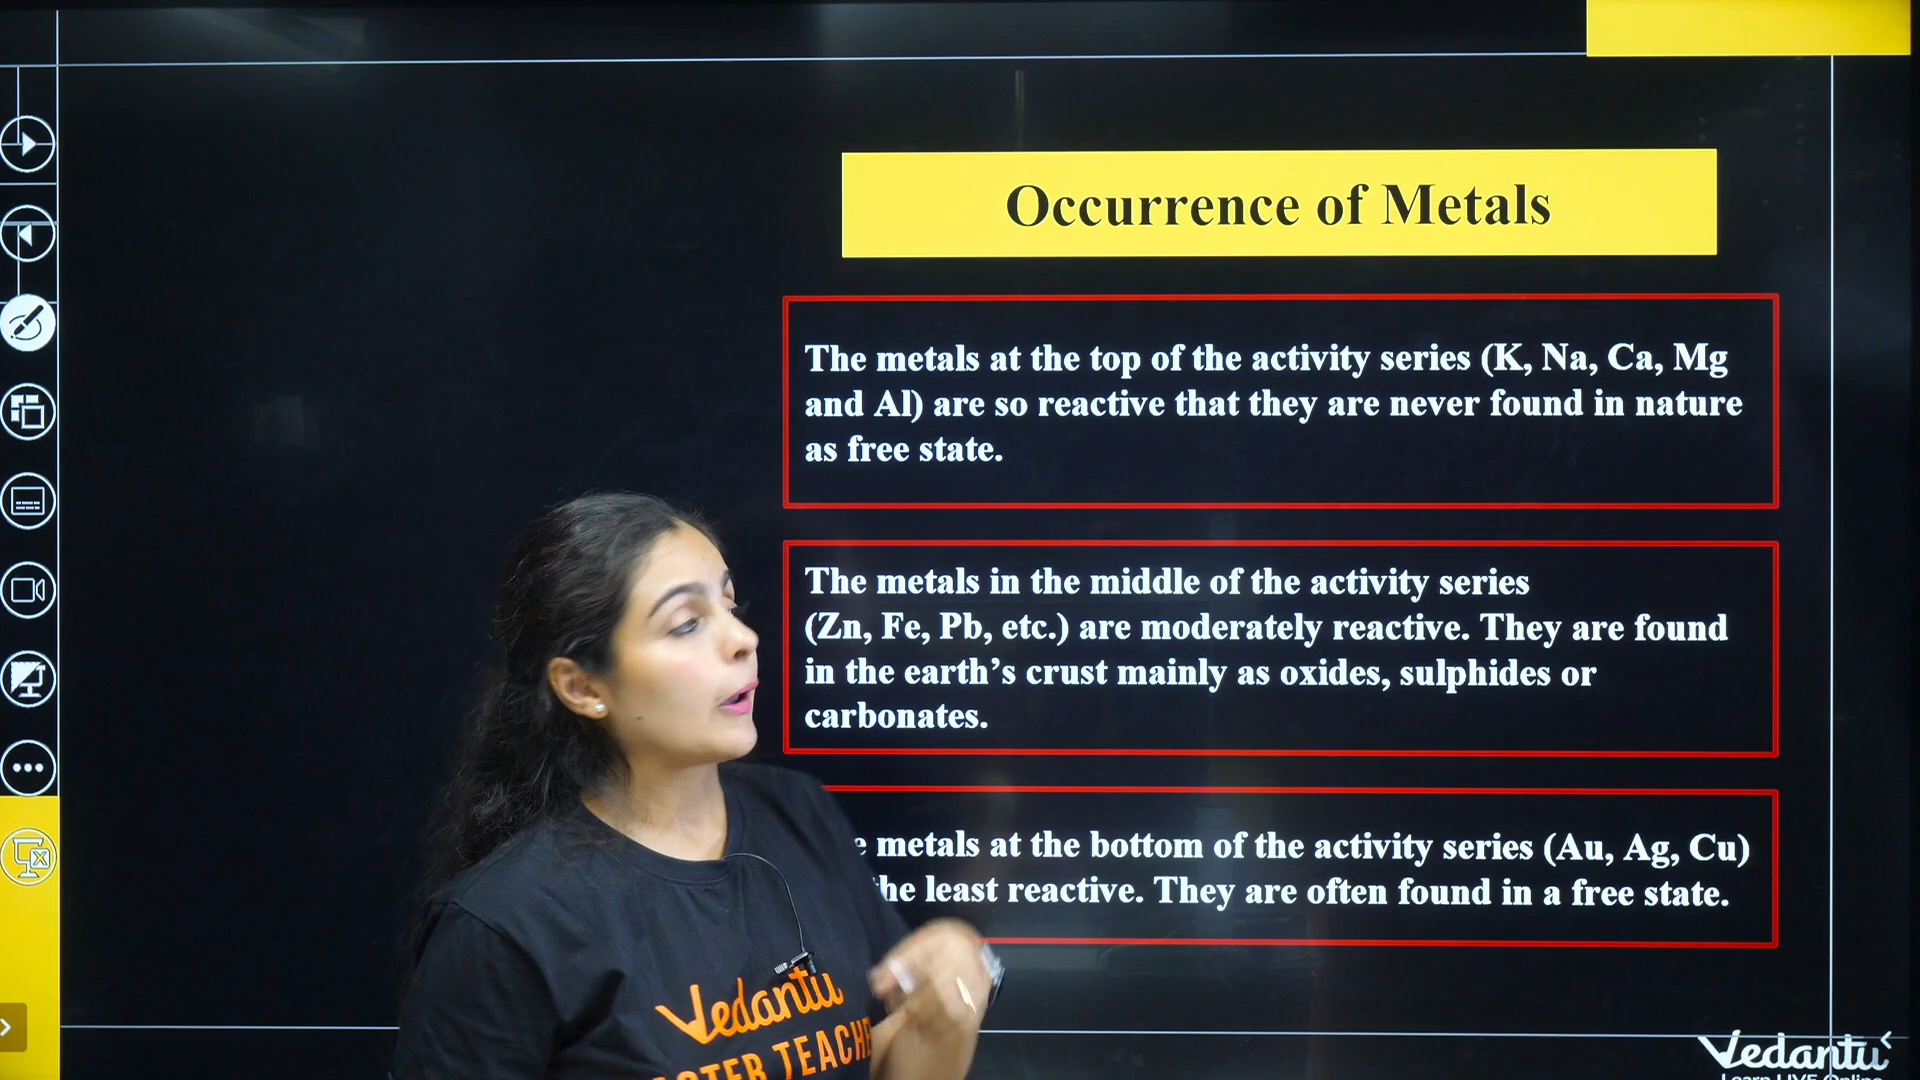 Occurrence of Metals
The metals at the top of the activity series (K, Na, Ca, Mg
and Al) are so reactive that they are never found in nature
as free state.
The metals in the middle of the activity series
(Zn, Fe, Pb, etc.) are moderately reactive. They are found
in the earth’s crust mainly as oxides, sulphides or
carbonates.
metals at the bottom of the activity series (Au, Ag, Cu)
least reactive. They are often found in a free state.
Vedantu
Vedantu
Learn LIVE Online